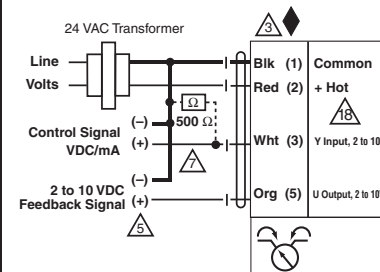 24 VAC Transformer
3
Line
Volts
Blk (1) Common
Red (2) + Hot
18
Ω
500 Ω
Control Signal (–)
VDC/mA (+)
Wht (3) Y Input, 2 to 10
7
(–)
2 to 10 VDC
Feedback Signal (+)
Org (5) U Output, 2 to 10
5